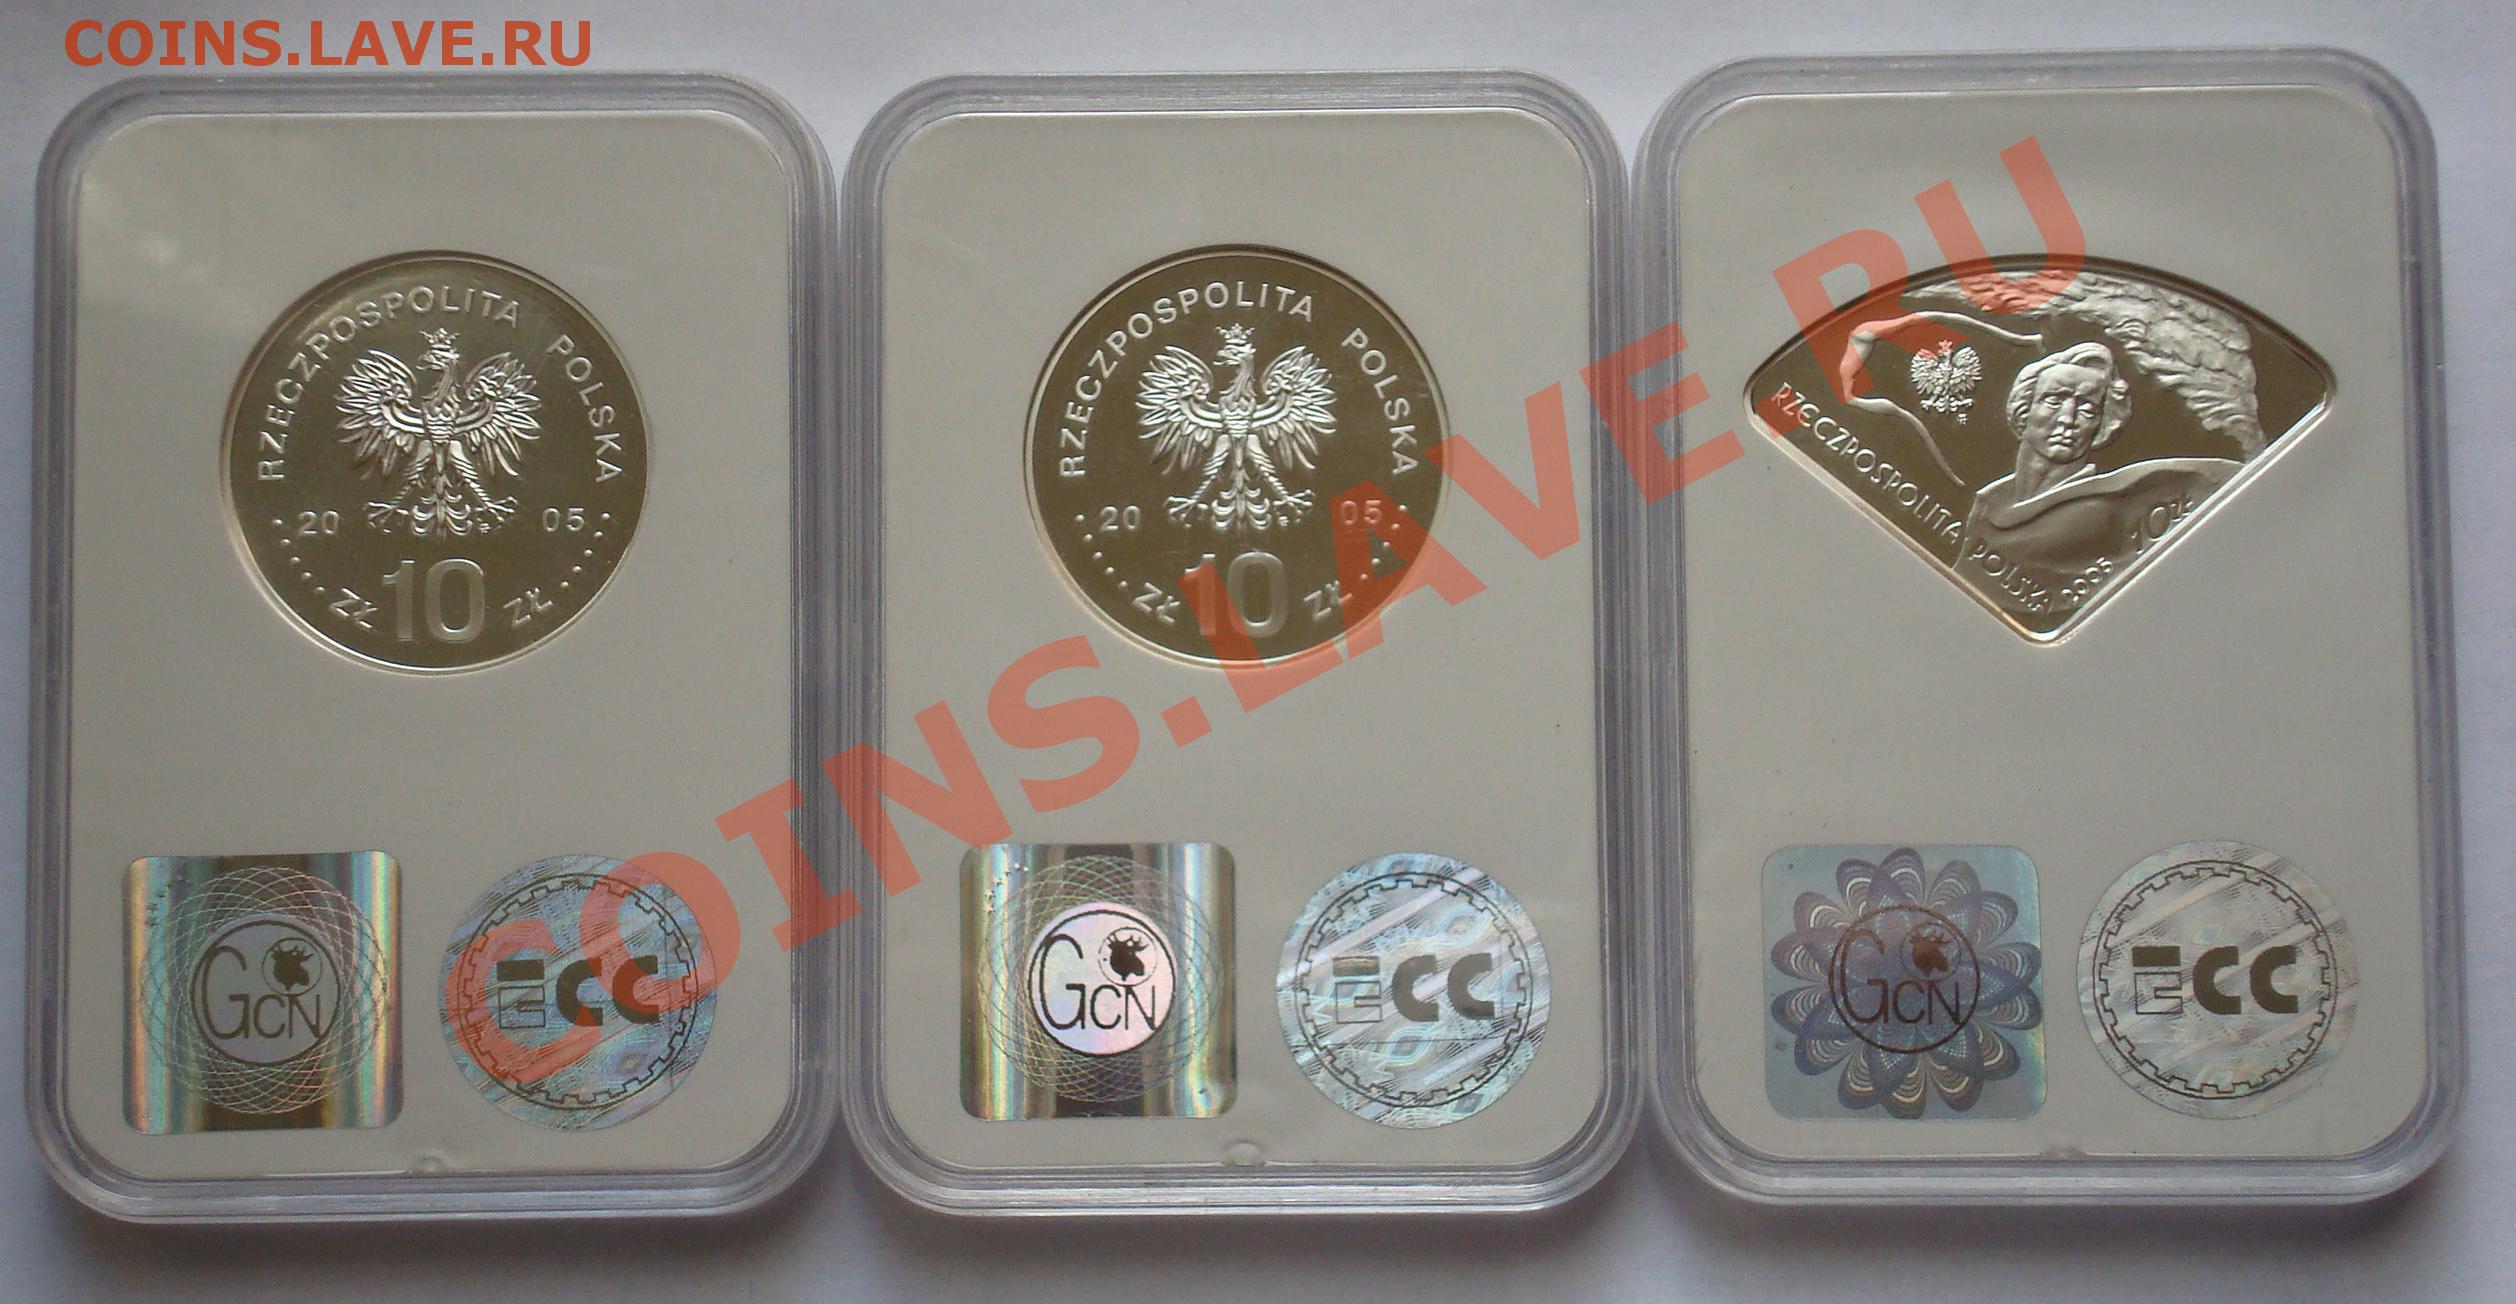 COINS.LAVE.RU
RZECZPOSPOLITA POLSKA
20 05
ZŁ 10 ZŁ
GCN
ECC
RZECZPOSPOLITA POLSKA
20 05
ZŁ 10 ZŁ
GCN
ECC
RZECZPOSPOLITA POLSKA 2005 10 zł
GCN
ECC
COINS.LAVE.RU